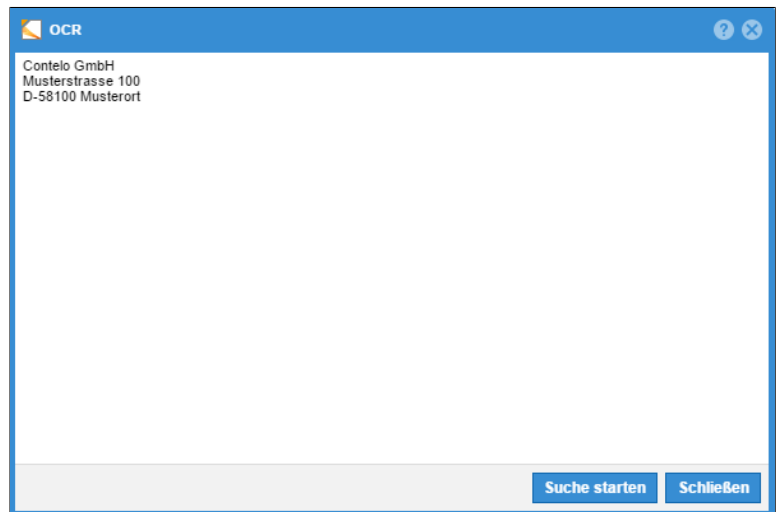 OCR
Contelo GmbH
Musterstrasse 100
D-58100 Musterort
Suche starten Schließen